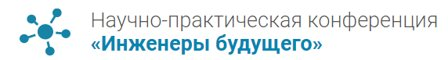 Научно-практическая конференция
«Инженеры будущего»